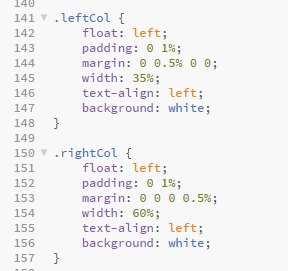 140
141 ▼ .leftCol {
142 float: left;
143 padding: 0 1%;
144 margin: 0 0.5% 0 0;
145 width: 35%;
146 text-align: left;
147 background: white;
148 }
149
150 ▼ .rightCol {
151 float: left;
152 padding: 0 1%;
153 margin: 0 0 0 0.5%;
154 width: 60%;
155 text-align: left;
156 background: white;
157 }